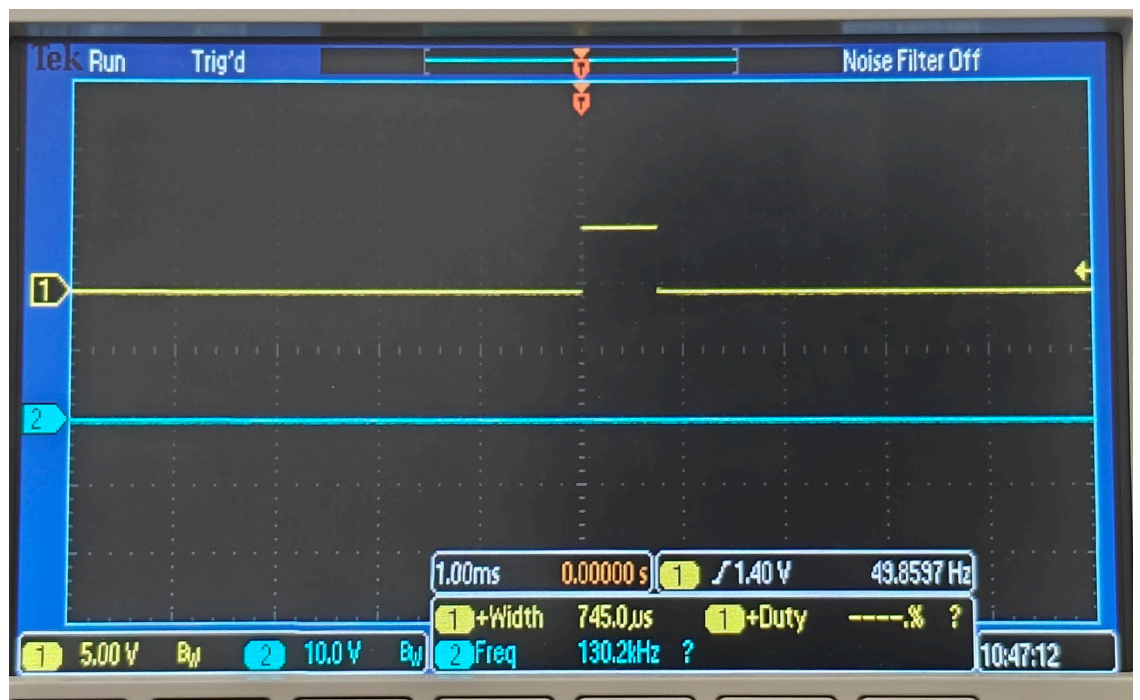 Tek Run Trig'd Noise Filter Off
T
T
1
2
1.00ms 0.00000 s 1 ƒ 1.40 V 49.8597 Hz
1 +Width 745.0µs 1 +Duty ----.% ?
1 5.00 V BW 2 10.0 V BW 2 Freq 130.2kHz ? 10:47:12